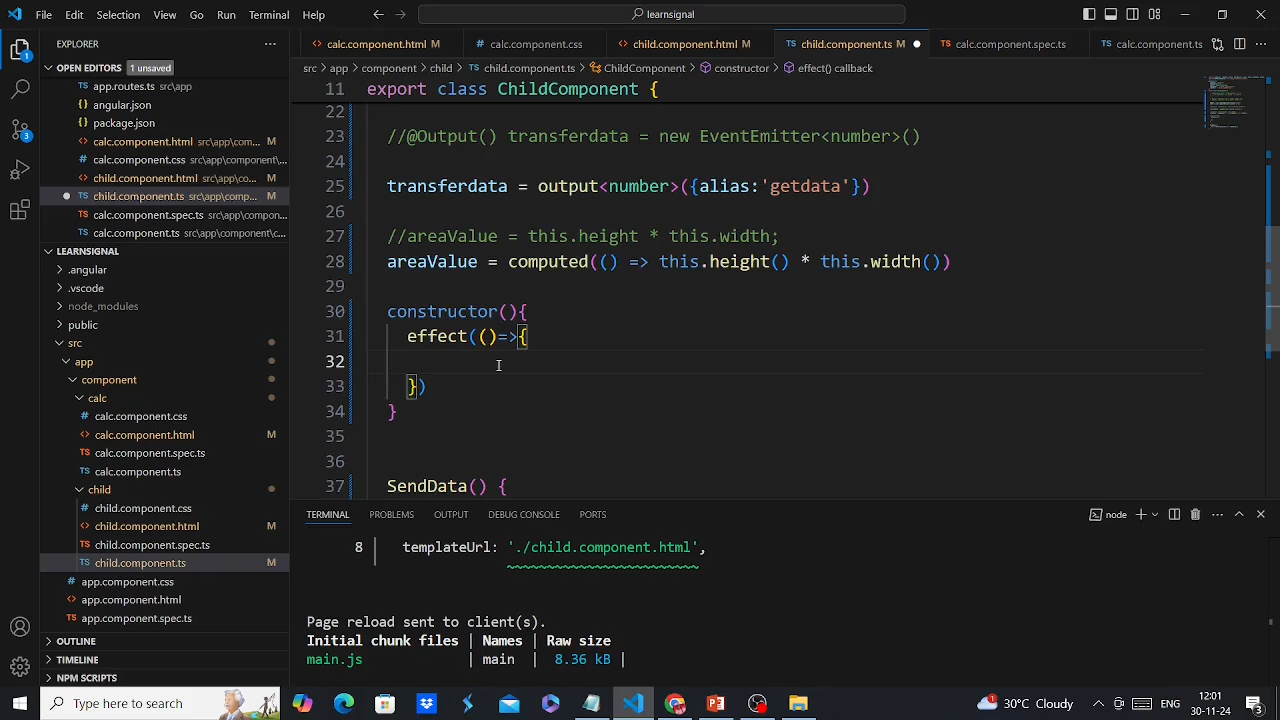 File Edit Selection View Go Run Terminal Help
learnsignal
EXPLORER
OPEN EDITORS 1 unsaved
app.routes.ts src\app
angular.json
package.json
calc.component.html src\app\com... M
calc.component.css src\app\component\...
child.component.html src\app\co... M
child.component.ts src\app\comp... M
calc.component.spec.ts src\app\compon...
calc.component.ts src\app\component\c...
LEARNSIGNAL
.angular
.vscode
node_modules
public
src
app
component
calc
calc.component.css
calc.component.html M
calc.component.spec.ts
calc.component.ts
child
child.component.css
child.component.html M
child.component.spec.ts
child.component.ts M
app.component.css
app.component.html
app.component.spec.ts
OUTLINE
TIMELINE
NPM SCRIPTS
1
3
calc.component.html M calc.component.css child.component.html M child.component.ts M calc.component.spec.ts calc.component.ts
src > app > component > child > child.component.ts > ChildComponent > constructor > effect() callback
11 export class ChildComponent {
22
23 //@Output() transferdata = new EventEmitter<number>()
24
25 transferdata = output<number>({alias:'getdata'})
26
27 //areaValue = this.height * this.width;
28 areaValue = computed(() => this.height() * this.width())
29
30 constructor(){
31 effect(()=>{
32
33 })
34 }
35
36
37 SendData() {
TERMINAL PROBLEMS OUTPUT DEBUG CONSOLE PORTS
node
8 | templateUrl: './child.component.html',
~~~~~~~~~~~~~~~~~~~~~~~~
Page reload sent to client(s).
Initial chunk files | Names | Raw size
main.js | main | 8.36 kB |
Type here to search
1
30°C Cloudy
ENG
12:01
30-11-24
3